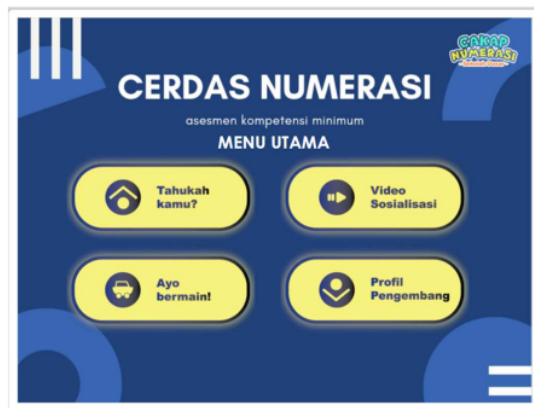 CAKAP
NUMERASI
CERDAS NUMERASI
asesmen kompetensi minimum
MENU UTAMA
Tahukah
kamu?
Video
Sosialisasi
Ayo
bermain!
Profil
Pengembang